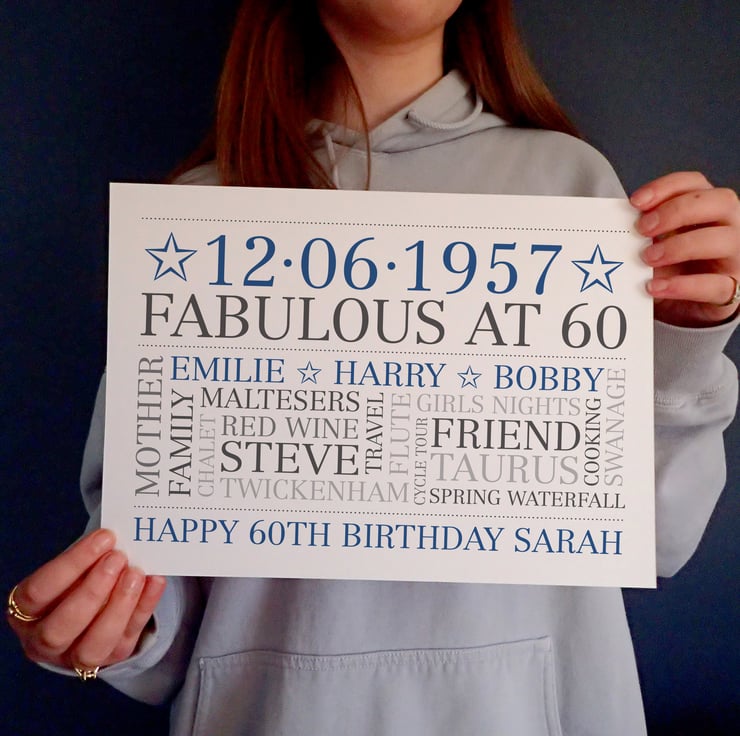 12·06·1957
FABULOUS AT 60
EMILIE ☆ HARRY ☆ BOBBY
MOTHER
FAMILY
CHALET
MALTESERS
RED WINE
STEVE
TWICKENHAM
TRAVEL
FLUTE
CYCLE TOUR
GIRLS NIGHTS
FRIEND
TAURUS
SPRING WATERFALL
COOKING
SWANAGE
HAPPY 60TH BIRTHDAY SARAH